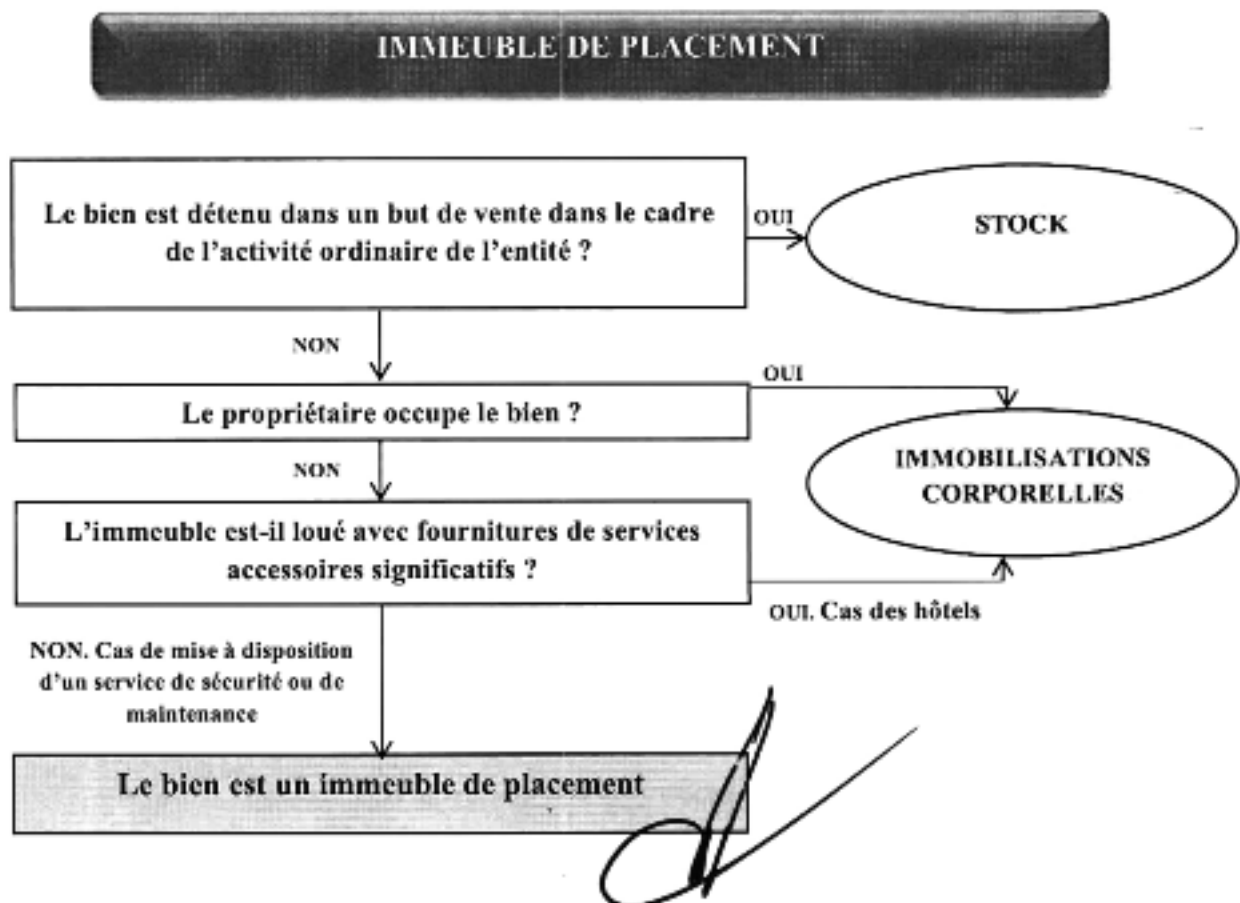 IMMEUBLE DE PLACEMENT
Le bien est détenu dans un but de vente dans le cadre
de l'activité ordinaire de l'entité ?
OUI
STOCK
NON
Le propriétaire occupe le bien ?
OUI
IMMOBILISATIONS
CORPORELLES
NON
L'immeuble est-il loué avec fournitures de services
accessoires significatifs ?
OUI. Cas des hôtels
NON. Cas de mise à disposition
d'un service de sécurité ou de
maintenance
Le bien est un immeuble de placement